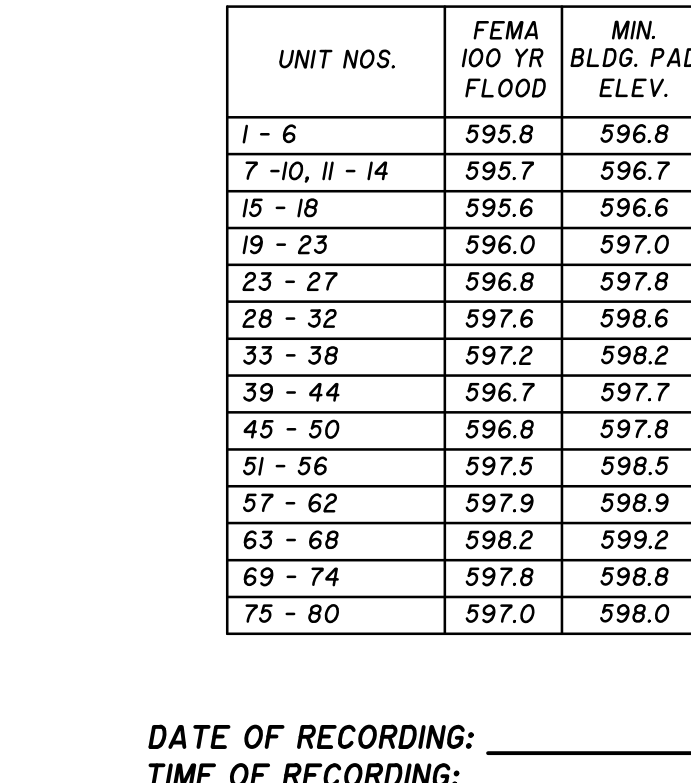 UNIT NOS. FEMA 100 YR FLOOD MIN. BLDG. PAD ELEV.
1 - 6 595.8 596.8
7 -10, 11 - 14 595.7 596.7
15 - 18 595.6 596.6
19 - 23 596.0 597.0
23 - 27 596.8 597.8
28 - 32 597.6 598.6
33 - 38 597.2 598.2
39 - 44 596.7 597.7
45 - 50 596.8 597.8
51 - 56 597.5 598.5
57 - 62 597.9 598.9
63 - 68 598.2 599.2
69 - 74 597.8 598.8
75 - 80 597.0 598.0
DATE OF RECORDING:
TIME OF RECORDING: